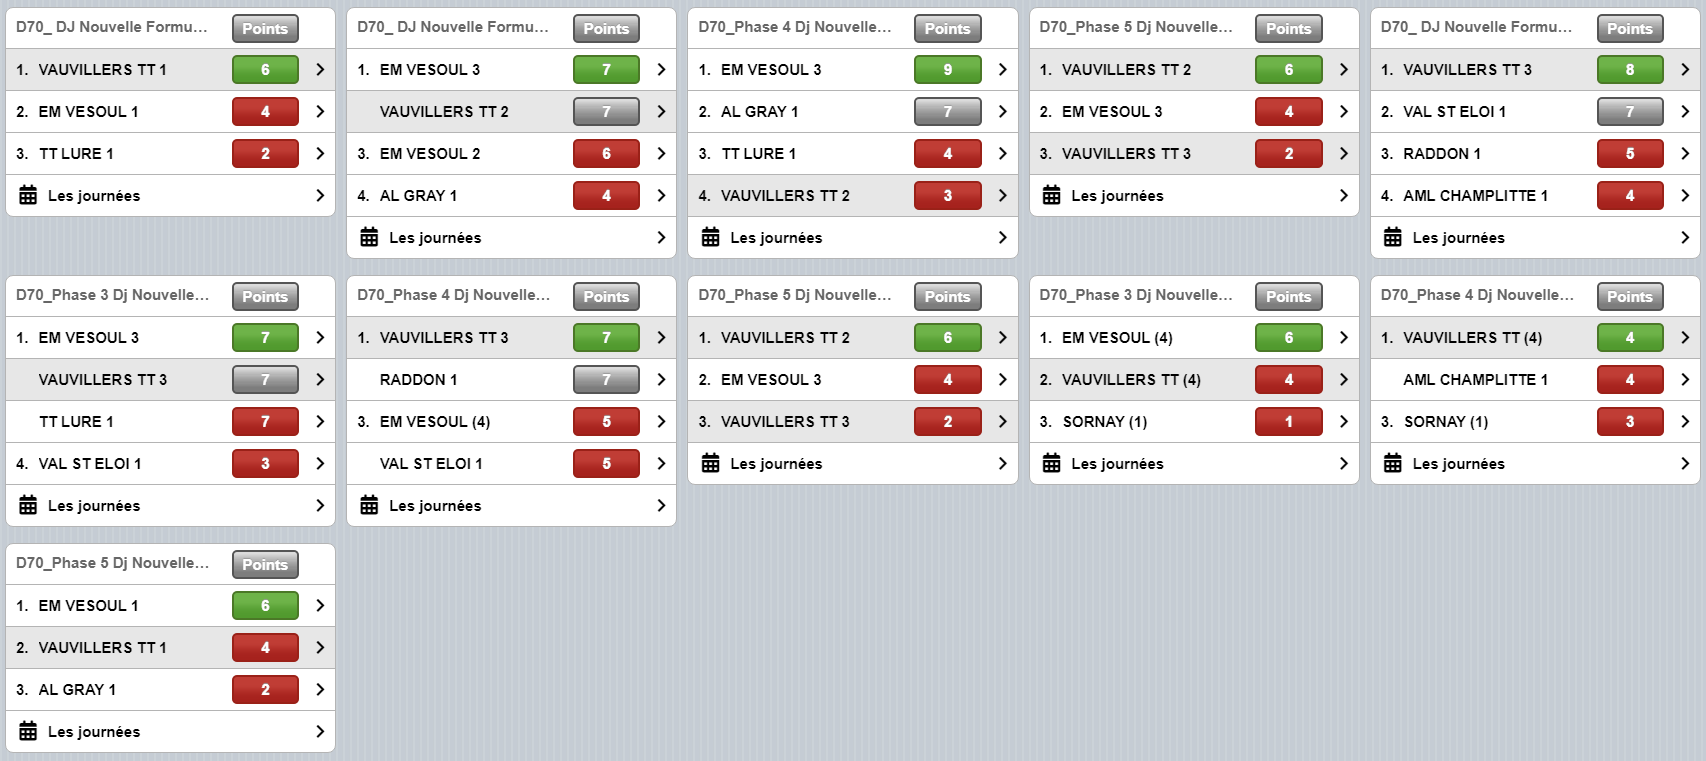 D70_ DJ Nouvelle Formu... Points
1. VAUVILLERS TT 1 6
2. EM VESOUL 1 4
3. TT LURE 1 2
Les journées
D70_ DJ Nouvelle Formu... Points
1. EM VESOUL 3 7
VAUVILLERS TT 2 7
3. EM VESOUL 2 6
4. AL GRAY 1 4
Les journées
D70_Phase 4 Dj Nouvelle... Points
1. EM VESOUL 3 9
2. AL GRAY 1 7
3. TT LURE 1 4
4. VAUVILLERS TT 2 3
Les journées
D70_Phase 5 Dj Nouvelle... Points
1. VAUVILLERS TT 2 6
2. EM VESOUL 3 4
3. VAUVILLERS TT 3 2
Les journées
D70_ DJ Nouvelle Formu... Points
1. VAUVILLERS TT 3 8
2. VAL ST ELOI 1 7
3. RADDON 1 5
4. AML CHAMPLITTE 1 4
Les journées
D70_Phase 3 Dj Nouvelle... Points
1. EM VESOUL 3 7
VAUVILLERS TT 3 7
TT LURE 1 7
4. VAL ST ELOI 1 3
Les journées
D70_Phase 4 Dj Nouvelle... Points
1. VAUVILLERS TT 3 7
RADDON 1 7
3. EM VESOUL (4) 5
VAL ST ELOI 1 5
Les journées
D70_Phase 5 Dj Nouvelle... Points
1. VAUVILLERS TT 2 6
2. EM VESOUL 3 4
3. VAUVILLERS TT 3 2
Les journées
D70_Phase 3 Dj Nouvelle... Points
1. EM VESOUL (4) 6
2. VAUVILLERS TT (4) 4
3. SORNAY (1) 1
Les journées
D70_Phase 4 Dj Nouvelle... Points
1. VAUVILLERS TT (4) 4
AML CHAMPLITTE 1 4
3. SORNAY (1) 3
Les journées
D70_Phase 5 Dj Nouvelle... Points
1. EM VESOUL 1 6
2. VAUVILLERS TT 1 4
3. AL GRAY 1 2
Les journées